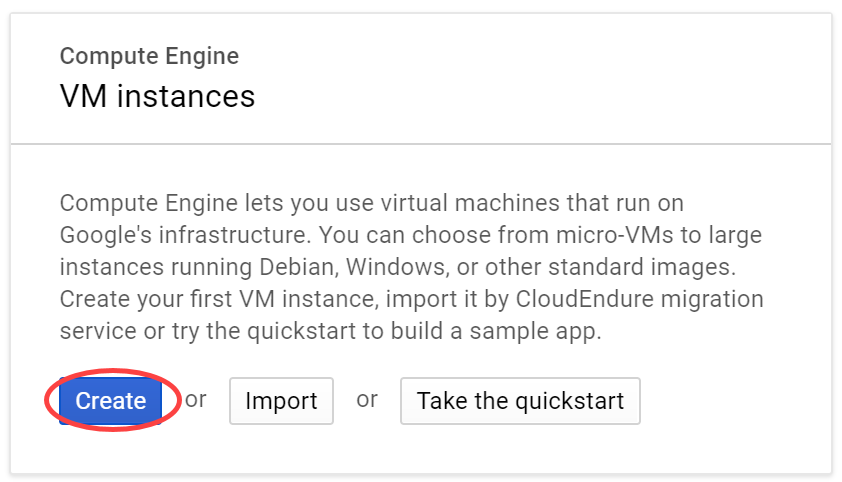 Compute Engine
VM instances
Compute Engine lets you use virtual machines that run on
Google's infrastructure. You can choose from micro-VMs to large
instances running Debian, Windows, or other standard images.
Create your first VM instance, import it by CloudEndure migration
service or try the quickstart to build a sample app.
Create or Import or Take the quickstart